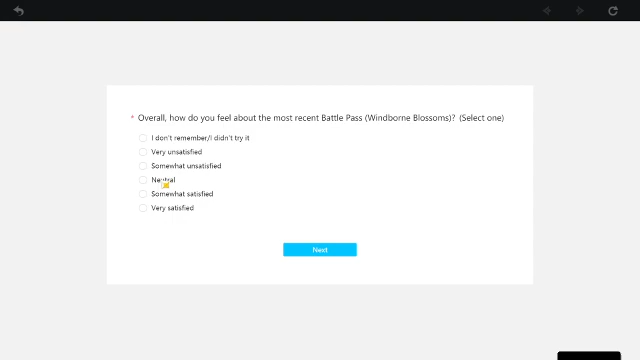 * Overall, how do you feel about the most recent Battle Pass (Windborne Blossoms)? (Select one)
I don't remember/I didn't try it
Very unsatisfied
Somewhat unsatisfied
Neutral
Somewhat satisfied
Very satisfied
Next